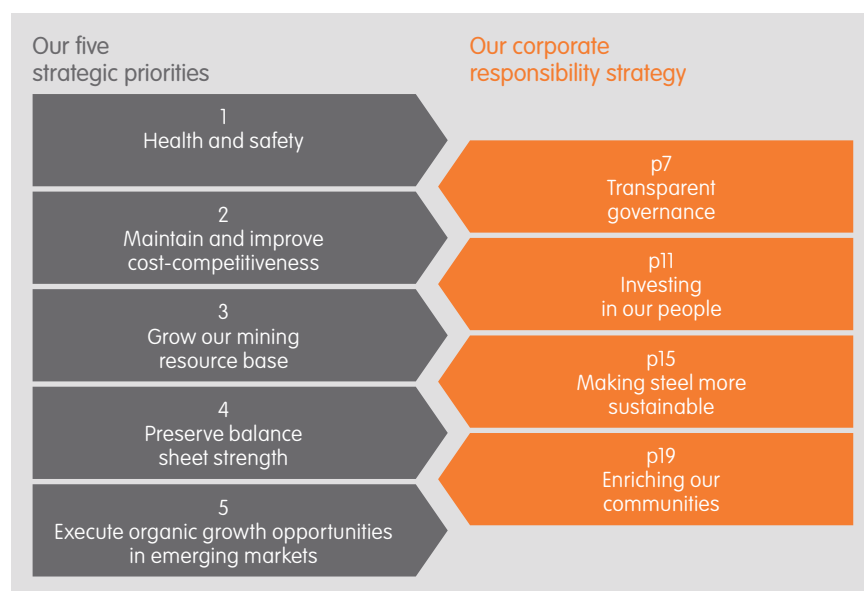 Our five
strategic priorities
1
Health and safety
2
Maintain and improve
cost-competitiveness
3
Grow our mining
resource base
4
Preserve balance
sheet strength
5
Execute organic growth opportunities
in emerging markets
Our corporate
responsibility strategy
p7
Transparent
governance
p11
Investing
in our people
p15
Making steel more
sustainable
p19
Enriching our
communities